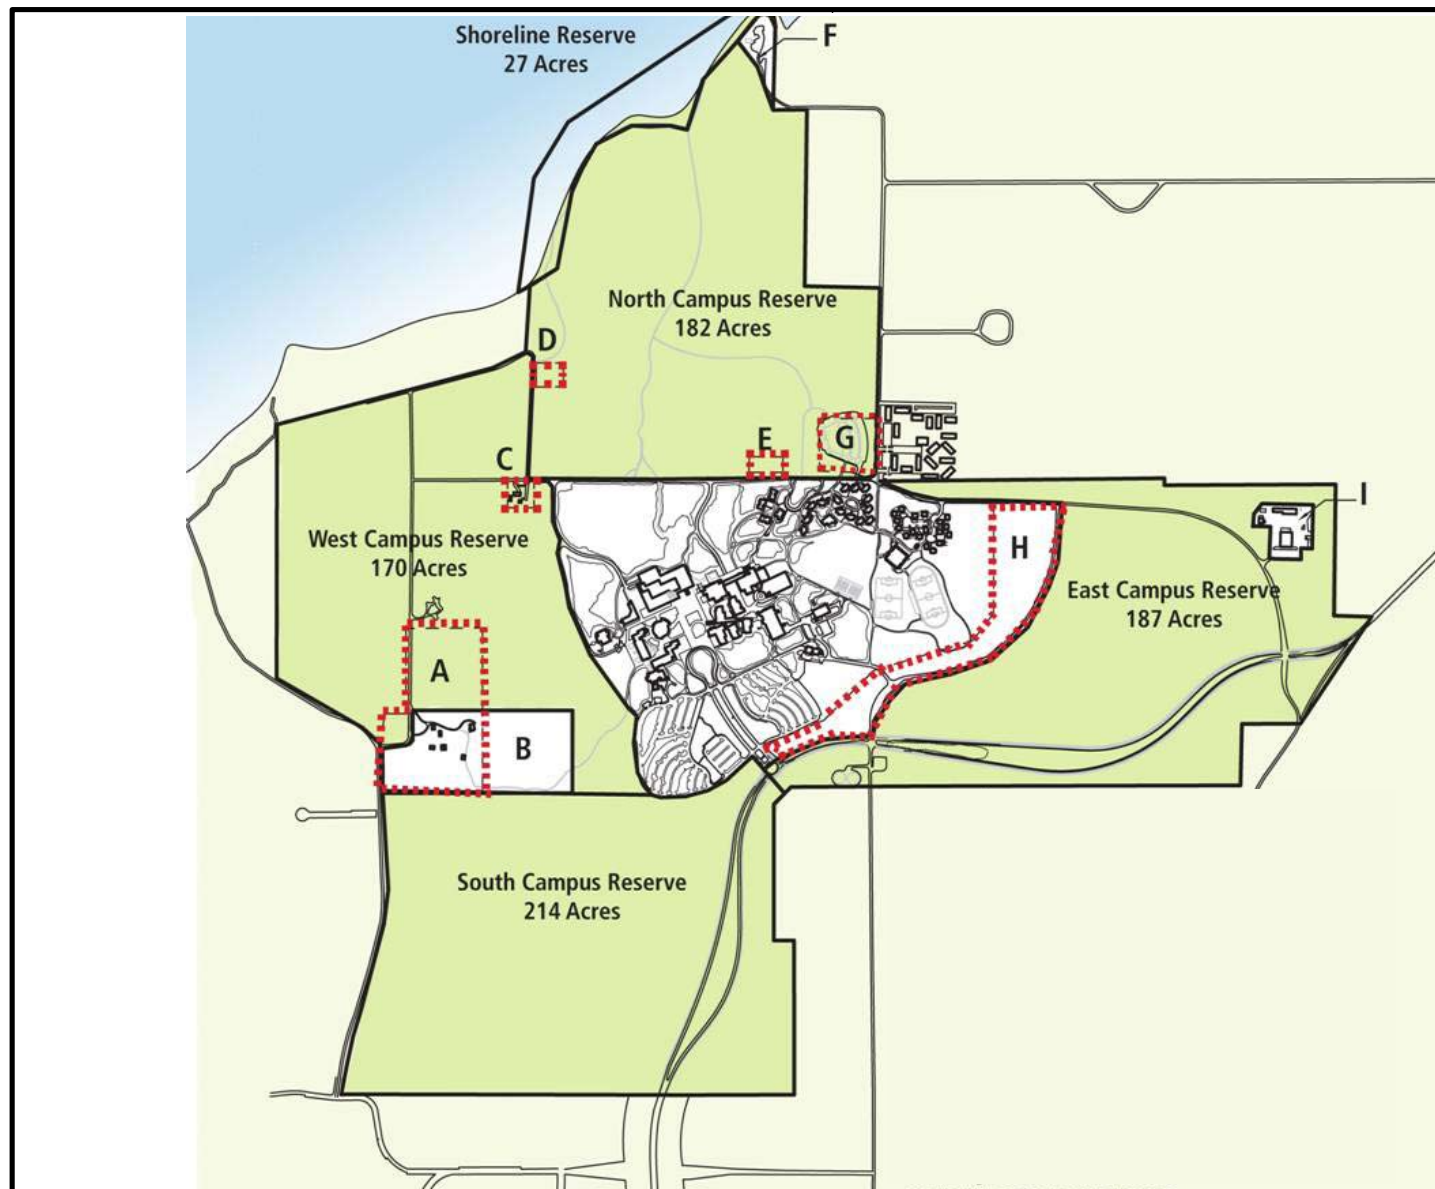 Shoreline Reserve
27 Acres
F
North Campus Reserve
182 Acres
D
E
G
C
I
West Campus Reserve
170 Acres
H
East Campus Reserve
187 Acres
A
B
South Campus Reserve
214 Acres